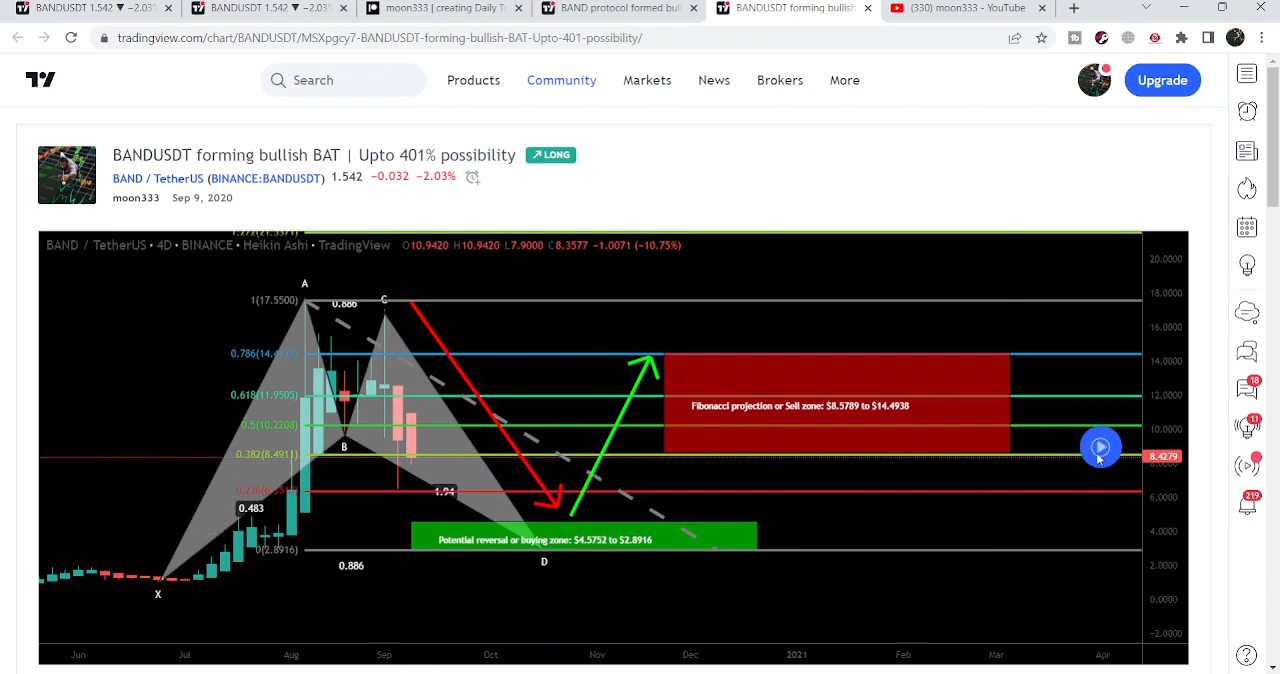 BANDUSDT 1.542 ▼ −2.03%
BANDUSDT 1.542 ▼ −2.03%
moon333 | creating Daily T
BAND protocol formed bull
BANDUSDT forming bullish
(330) moon333 - YouTube
tradingview.com/chart/BANDUSDT/MSXpgcy7-BANDUSDT-forming-bullish-BAT-Upto-401-possibility/
Search
Products
Community
Markets
News
Brokers
More
Upgrade
BANDUSDT forming bullish BAT | Upto 401% possibility
LONG
BAND / TetherUS (BINANCE:BANDUSDT) 1.542 −0.032 −2.03%
moon333 Sep 9, 2020
BAND / TetherUS • 4D • BINANCE • Heikin Ashi • TradingView O10.9420 H10.9420 L7.9000 C8.3577 −1.0071 (−10.75%)
20.0000
A
18.0000
1(17.5500)
0.886
C
16.0000
14.0000
12.0000
0.618(11.9505)
Fibonacci projection or Sell zone: $8.5789 to $14.4938
0.5(10.2208)
10.0000
B
0.382(8.4911)
8.4279
1.94
6.0000
0.483
4.0000
Potential reversal or buying zone: $4.5752 to $2.8916
0(2.8916)
D
0.886
2.0000
X
0.0000
−2.0000
Jun
Jul
Aug
Sep
Oct
Nov
Dec
2021
Feb
Mar
Apr
18
11
219